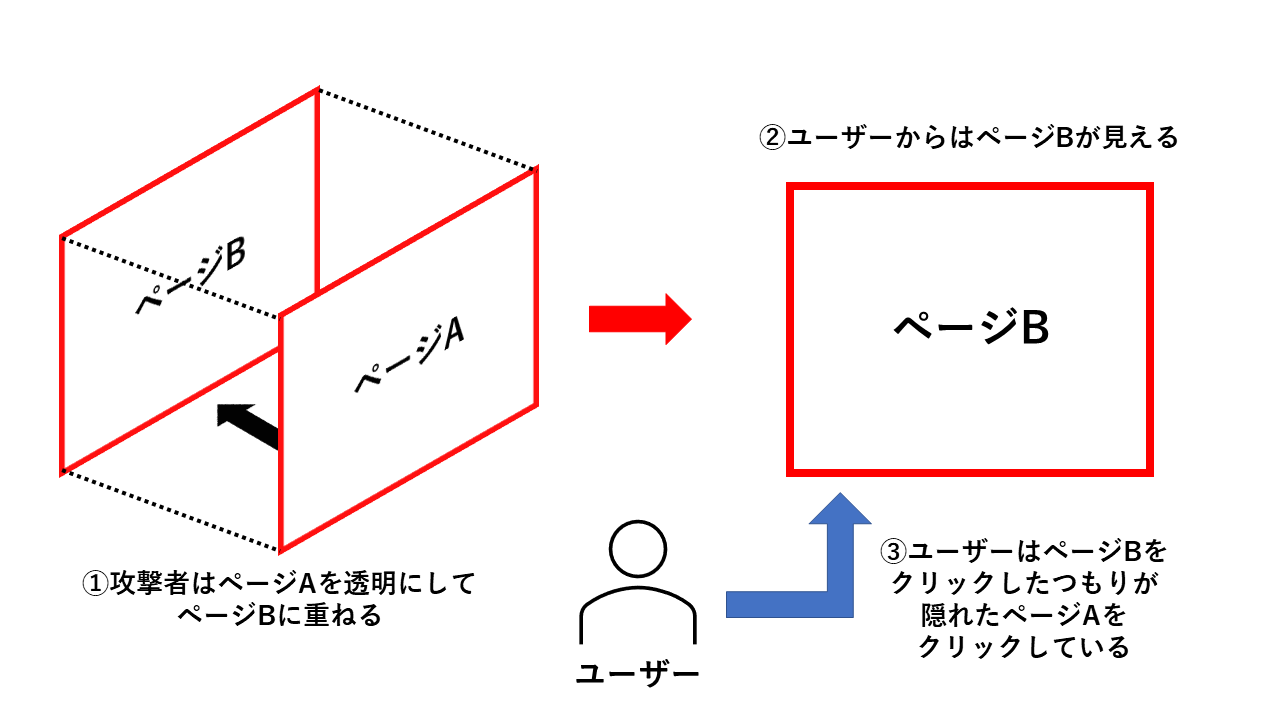 ページB
ページA
①攻撃者はページAを透明にして
ページBに重ねる
②ユーザーからはページBが見える
ページB
ユーザー
③ユーザーはページBを
クリックしたつもりが
隠れたページAを
クリックしている